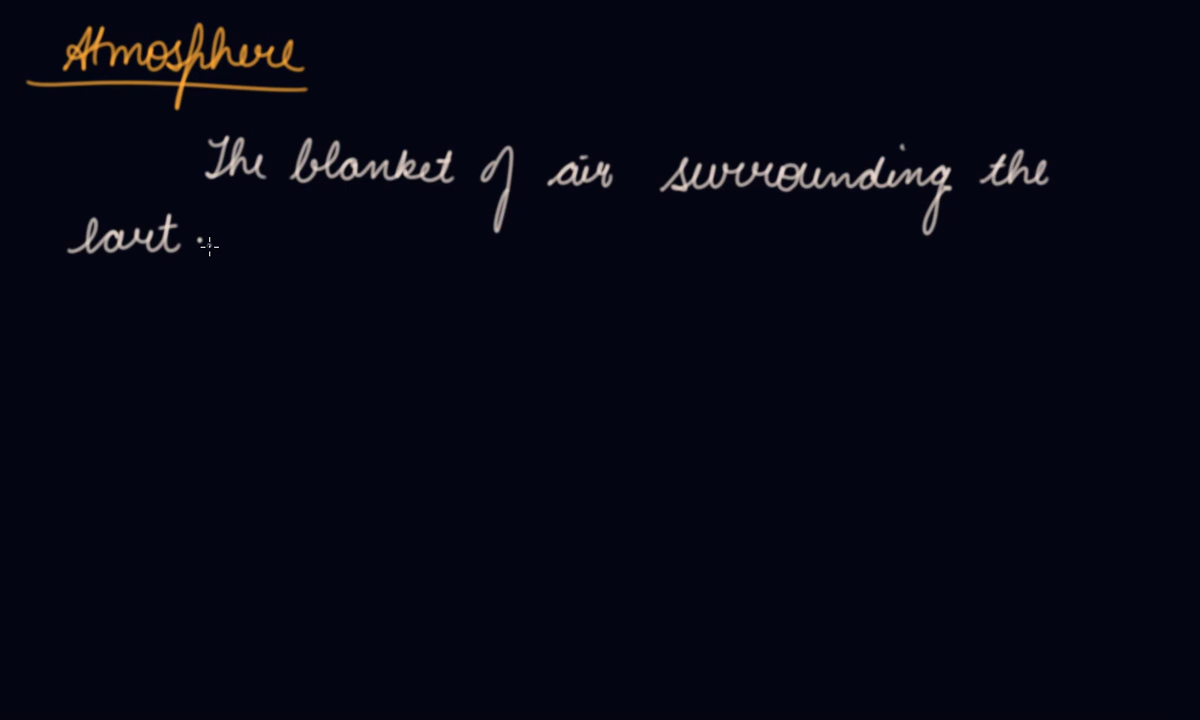 Atmosphere
The blanket of air surrounding the
eart